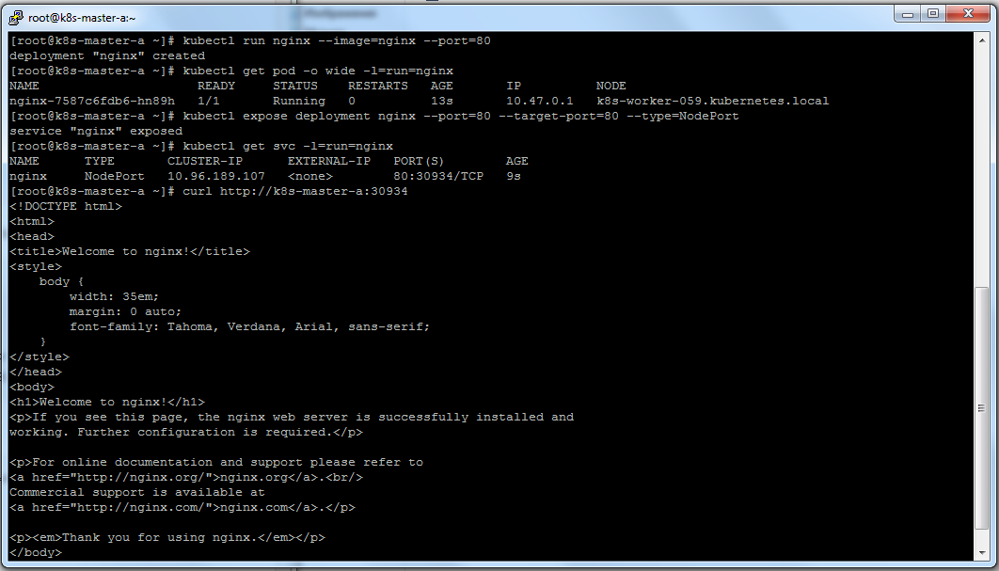 root@k8s-master-a:~
[root@k8s-master-a ~]# kubectl run nginx --image=nginx --port=80
deployment "nginx" created
[root@k8s-master-a ~]# kubectl get pod -o wide -l=run=nginx
NAME                     READY     STATUS    RESTARTS   AGE       IP          NODE
nginx-7587c6fdb6-hn89h   1/1       Running   0          13s       10.47.0.1   k8s-worker-059.kubernetes.local
[root@k8s-master-a ~]# kubectl expose deployment nginx --port=80 --target-port=80 --type=NodePort
service "nginx" exposed
[root@k8s-master-a ~]# kubectl get svc -l=run=nginx
NAME      TYPE       CLUSTER-IP      EXTERNAL-IP   PORT(S)        AGE
nginx     NodePort   10.96.189.107   <none>        80:30934/TCP   9s
[root@k8s-master-a ~]# curl http://k8s-master-a:30934
<!DOCTYPE html>
<html>
<head>
<title>Welcome to nginx!</title>
<style>
    body {
        width: 35em;
        margin: 0 auto;
        font-family: Tahoma, Verdana, Arial, sans-serif;
    }
</style>
</head>
<body>
<h1>Welcome to nginx!</h1>
<p>If you see this page, the nginx web server is successfully installed and
working. Further configuration is required.</p>

<p>For online documentation and support please refer to
<a href="http://nginx.org/">nginx.org</a>.<br/>
Commercial support is available at
<a href="http://nginx.com/">nginx.com</a>.</p>

<p><em>Thank you for using nginx.</em></p>
</body>